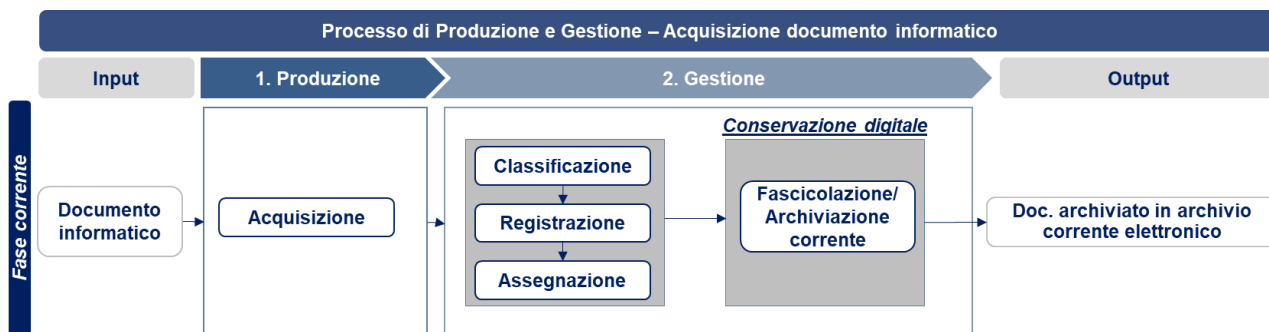 Processo di Produzione e Gestione – Acquisizione documento informatico
Input
1. Produzione
2. Gestione
Output
Fase corrente
Documento
informatico
Acquisizione
Classificazione
Registrazione
Assegnazione
Conservazione digitale
Fascicolazione/
Archiviazione
corrente
Doc. archiviato in archivio
corrente elettronico